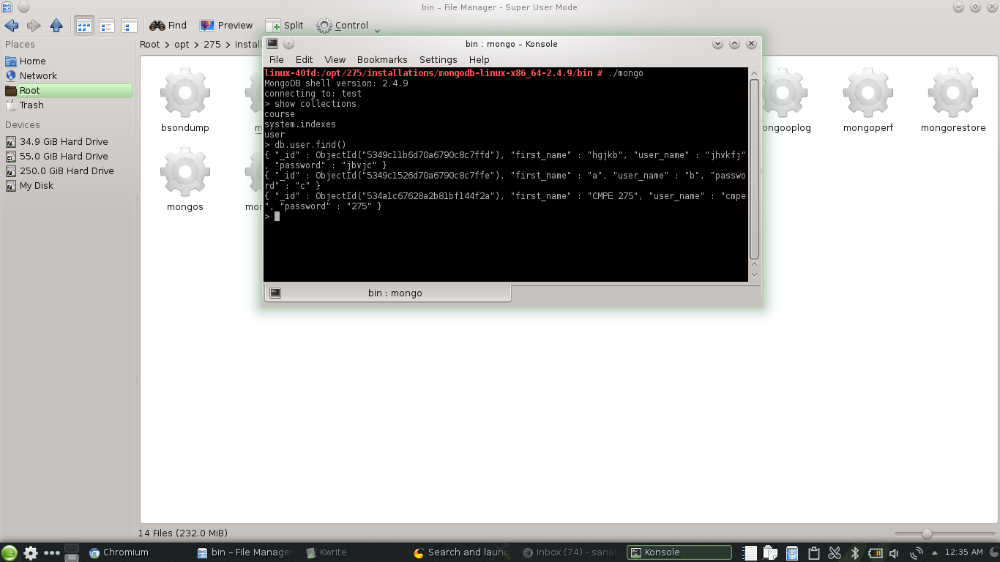 bin – File Manager - Super User Mode
Find Preview Split Control
Places
Root > opt > 275 > install
Home
Network
Root
Trash
Devices
34.9 GiB Hard Drive
55.0 GiB Hard Drive
250.0 GiB Hard Drive
My Disk
bsondump
mongoperf
mongorestore
mongos
bin : mongo – Konsole
File Edit View Bookmarks Settings Help
linux-40fd:/opt/275/installations/mongodb-linux-x86_64-2.4.9/bin # ./mongo
MongoDB shell version: 2.4.9
connecting to: test
> show collections
course
system.indexes
user
> db.user.find()
{ "_id" : ObjectId("5349c11b6d70a6790c8c7ffd"), "first_name" : "hgjkb", "user_name" : "jhvkfj"
, "password" : "jbvjc" }
{ "_id" : ObjectId("5349c1526d70a6790c8c7ffe"), "first_name" : "a", "user_name" : "b", "passwo
rd" : "c" }
{ "_id" : ObjectId("534a1c67628a2b81bf144f2a"), "first_name" : "CMPE 275", "user_name" : "cmpe
", "password" : "275" }
>
bin : mongo
14 Files (232.0 MiB)
Chromium bin – File Manager Kwrite Search and launc Inbox (74) - sanat Konsole 12:35 AM